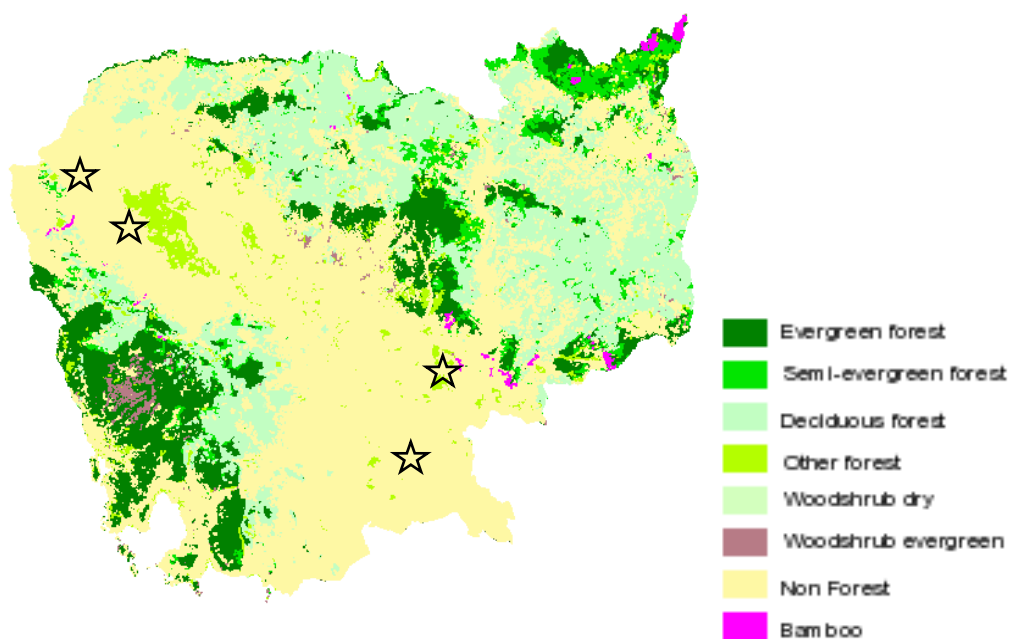 Evergreen forest
Semi-evergreen forest
Deciduous forest
Other forest
Woodshrub dry
Woodshrub evergreen
Non Forest
Bamboo